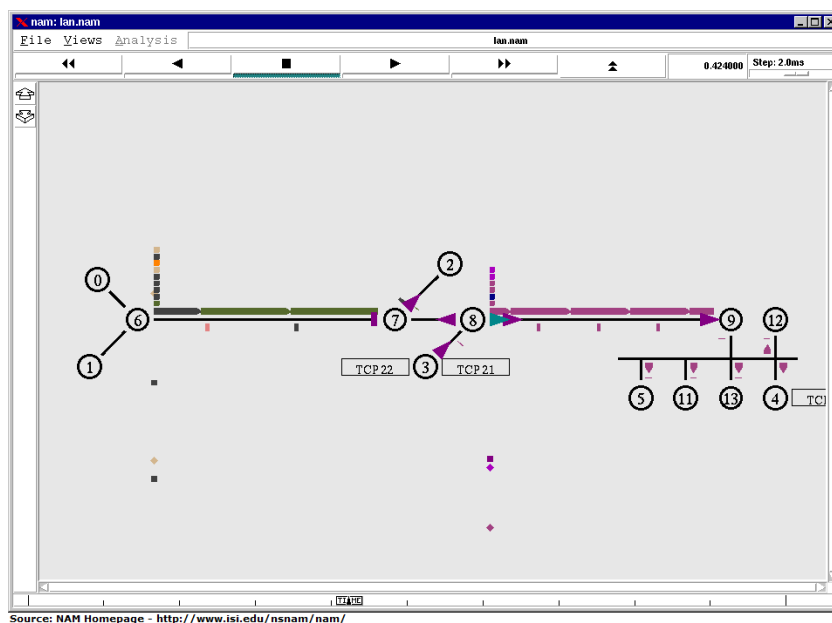 nam: lan.nam
File Views Analysis
lan.nam
0.424000
Step: 2.0ms
2
0
6
7
8
9
12
1
TCP 22
3
TCP 21
5
11
13
4
TIME
Source: NAM Homepage - http://www.isi.edu/nsnam/nam/